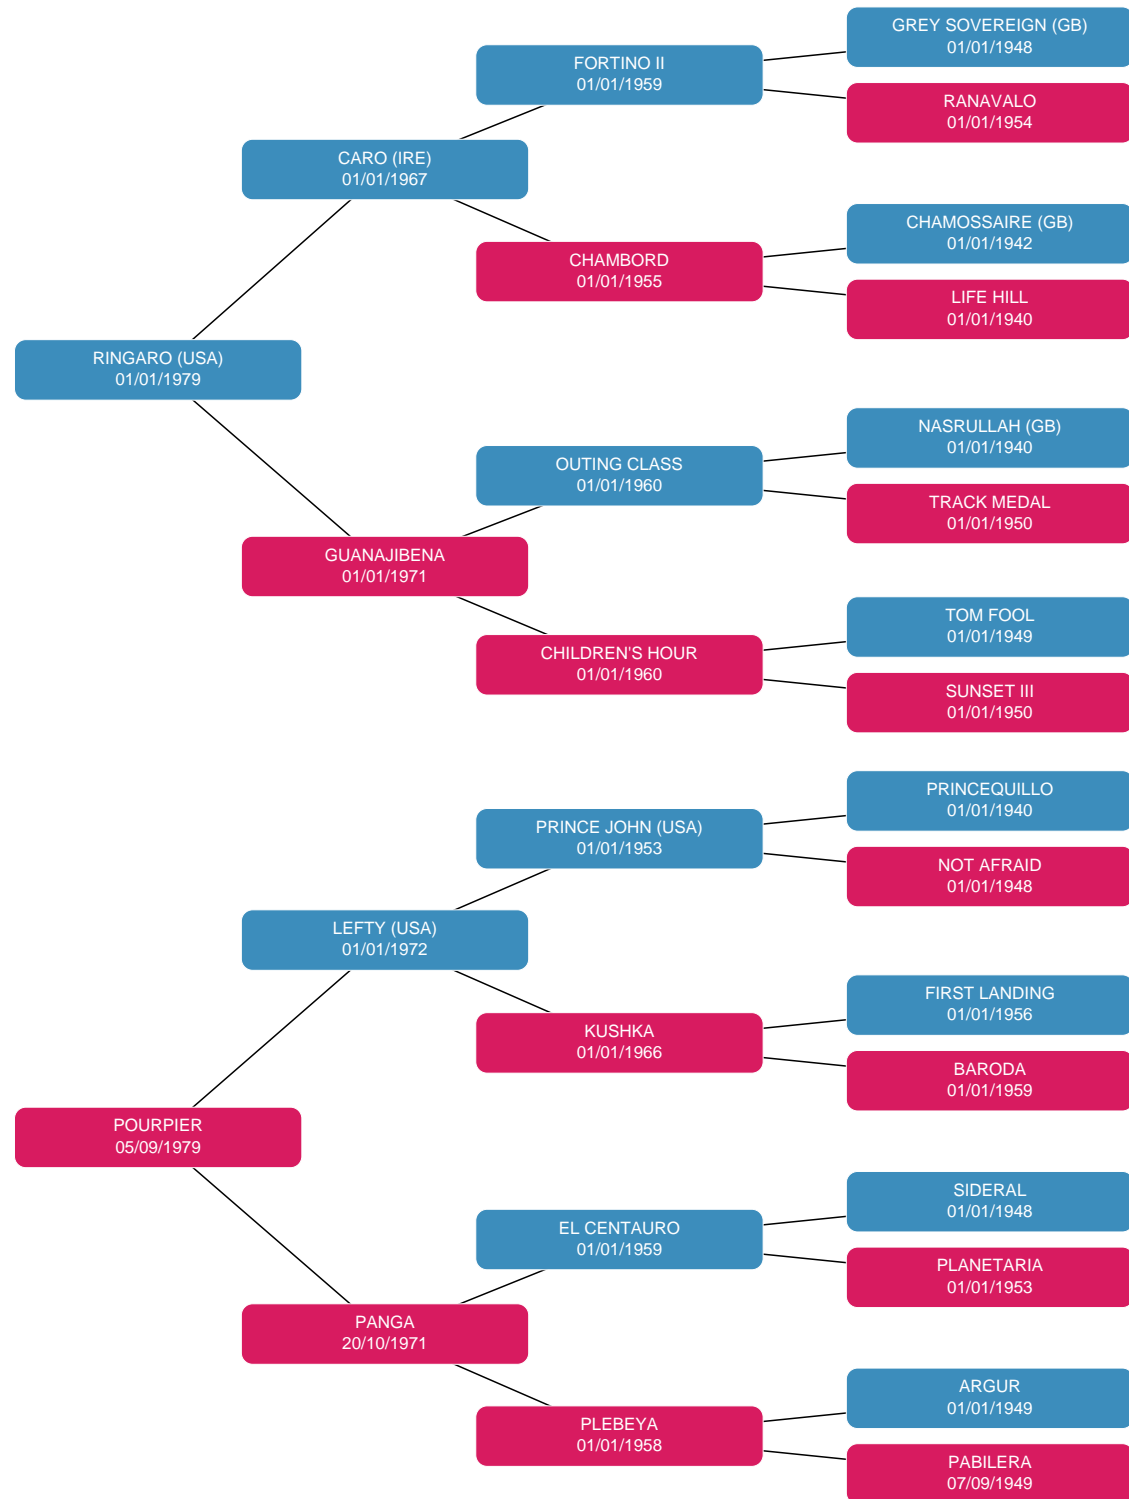 GREY SOVEREIGN (GB)
01/01/1948
FORTINO II
01/01/1959
RANAVALO
01/01/1954
CARO (IRE)
01/01/1967
CHAMOSSAIRE (GB)
01/01/1942
CHAMBORD
01/01/1955
LIFE HILL
01/01/1940
RINGARO (USA)
01/01/1979
NASRULLAH (GB)
01/01/1940
OUTING CLASS
01/01/1960
TRACK MEDAL
01/01/1950
GUANAJIBENA
01/01/1971
TOM FOOL
01/01/1949
CHILDREN'S HOUR
01/01/1960
SUNSET III
01/01/1950
PRINCEQUILLO
01/01/1940
PRINCE JOHN (USA)
01/01/1953
NOT AFRAID
01/01/1948
LEFTY (USA)
01/01/1972
FIRST LANDING
01/01/1956
KUSHKA
01/01/1966
BARODA
01/01/1959
POURPIER
05/09/1979
SIDERAL
01/01/1948
EL CENTAURO
01/01/1959
PLANETARIA
01/01/1953
PANGA
20/10/1971
ARGUR
01/01/1949
PLEBEYA
01/01/1958
PABILERA
07/09/1949